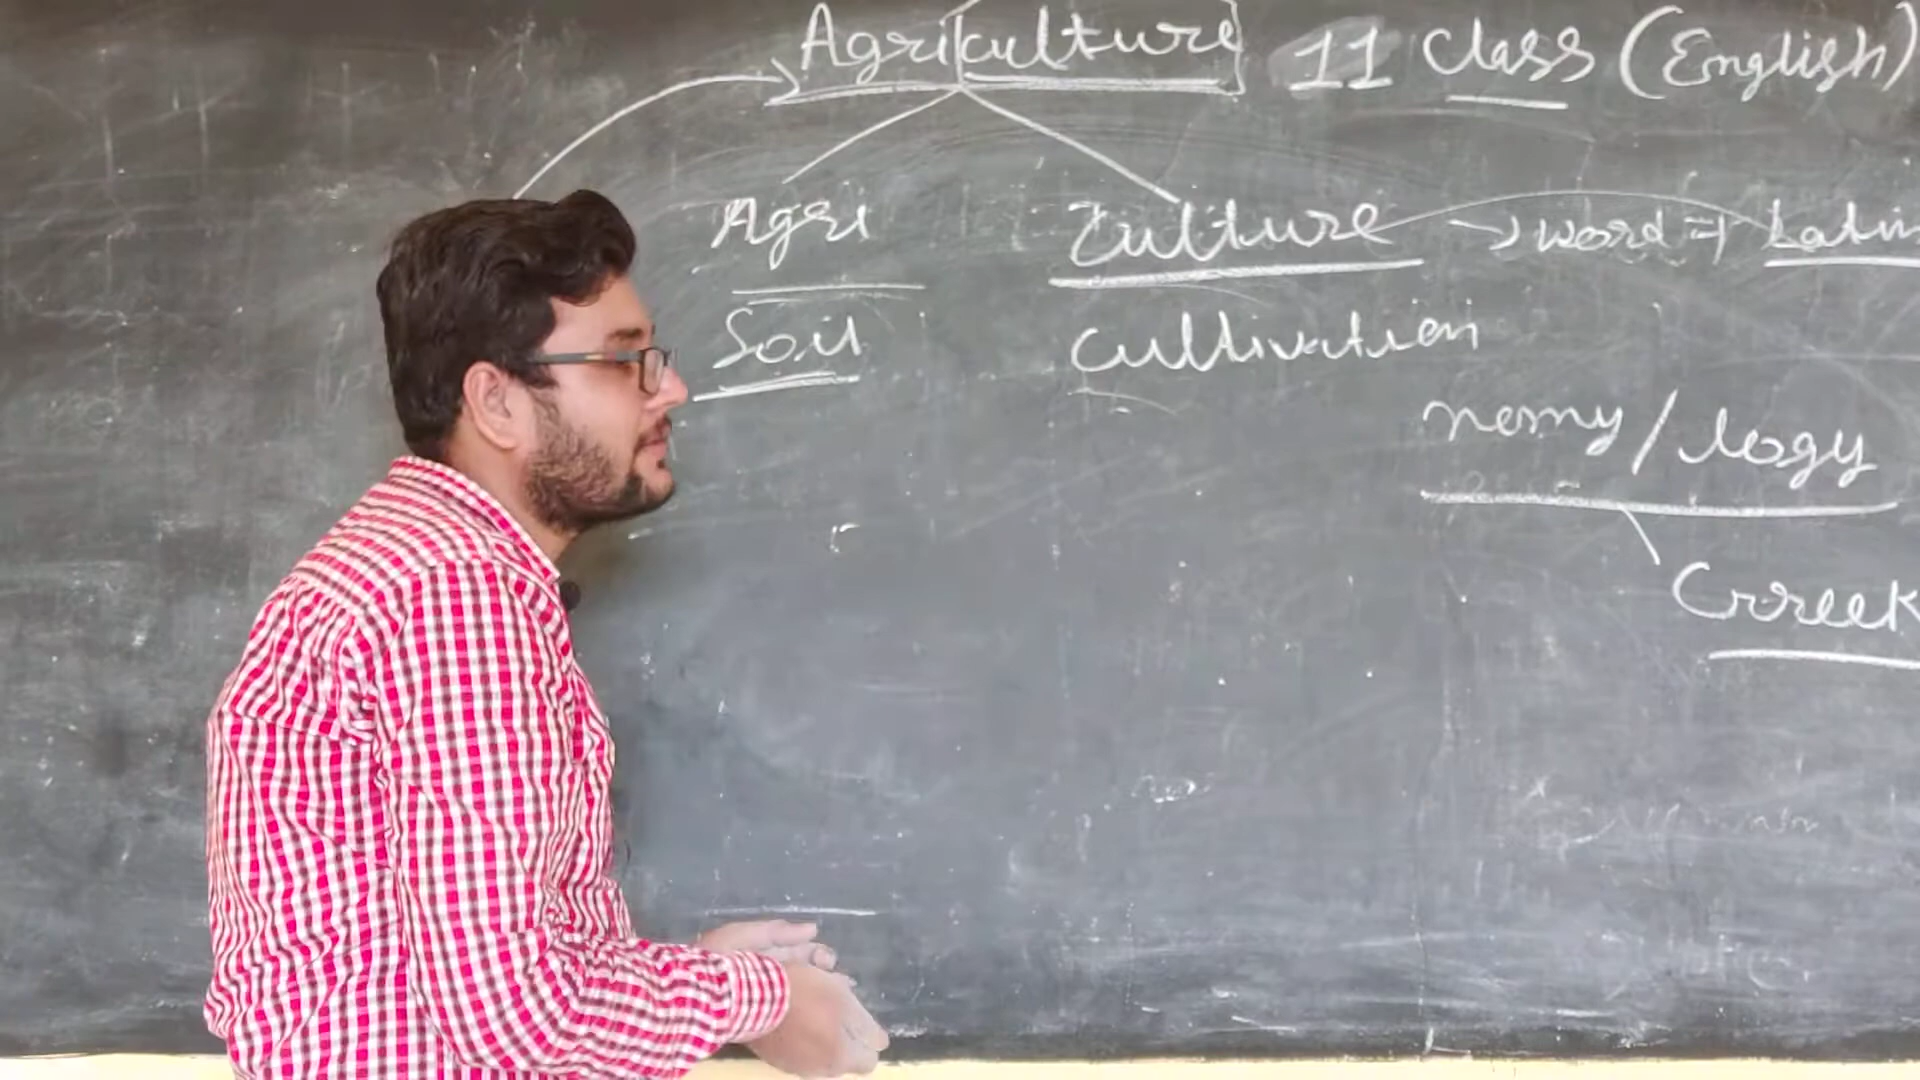 Agriculture 11 Class (English)
Agri Culture → word ⇒ Latin
Soil cultivation
nomy / logy
Greek